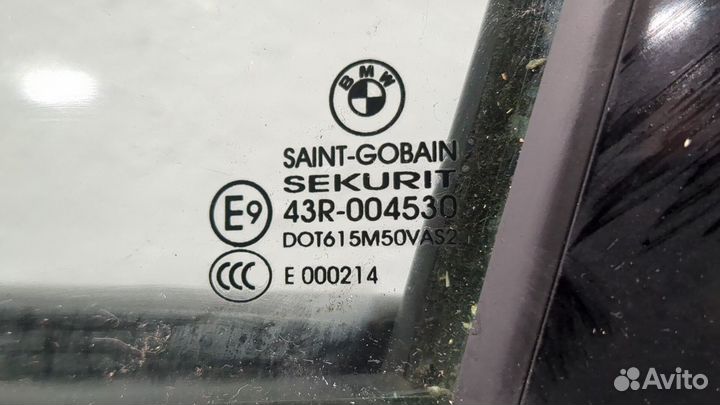 BMW
SAINT-GOBAIN
SEKURIT
E9 43R-004530
DOT615M50VAS2
CCC E 000214
Avito